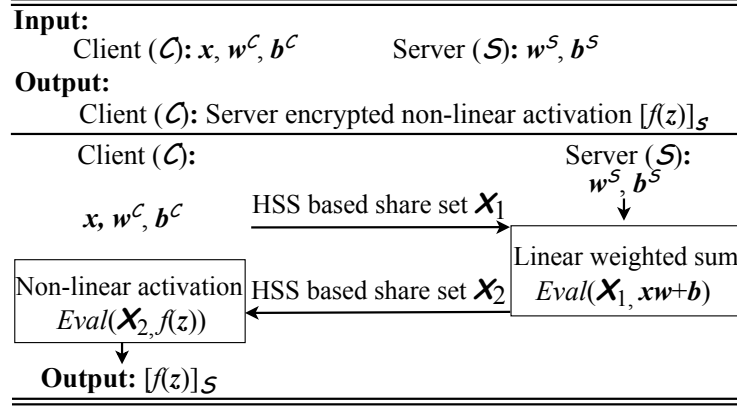 Input:
Client (C): x, w^C, b^C Server (S): w^S, b^S
Output:
Client (C): Server encrypted non-linear activation [f(z)]_S
Client (C): Server (S):
w^S, b^S
x, w^C, b^C HSS based share set X_1
Linear weighted sum
Eval(X_1, xw+b)
Non-linear activation HSS based share set X_2
Eval(X_2, f(z))
Output: [f(z)]_S